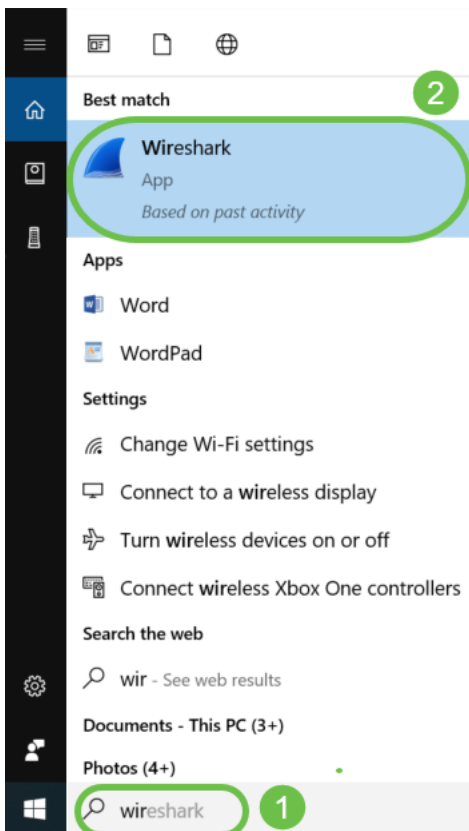 Best match
2
Wireshark
App
Based on past activity
Apps
Word
WordPad
Settings
Change Wi-Fi settings
Connect to a wireless display
Turn wireless devices on or off
Connect wireless Xbox One controllers
Search the web
wir - See web results
Documents - This PC (3+)
Photos (4+)
wireshark
1